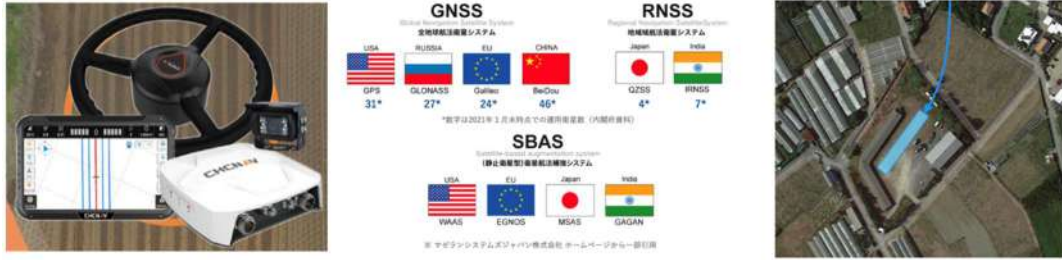 CHCNAV
CHCNAV
GNSS
Global Navigation Satellite System
全地球航法衛星システム
USA
RUSSIA
EU
CHINA
GPS
GLONASS
Galileo
BeiDou
31*
27*
24*
46*
RNSS
Regional Navigation SatelliteSystem
地域航法衛星システム
Japan
India
QZSS
IRNSS
4*
7*
*数字は2021年1月末時点での運用衛星数（内閣府資料）
SBAS
Satellite-based augmentation system
(静止衛星型)衛星航法補強システム
USA
EU
Japan
India
WAAS
EGNOS
MSAS
GAGAN
※ マゼランシステムズジャパン株式会社 ホームページから一部引用